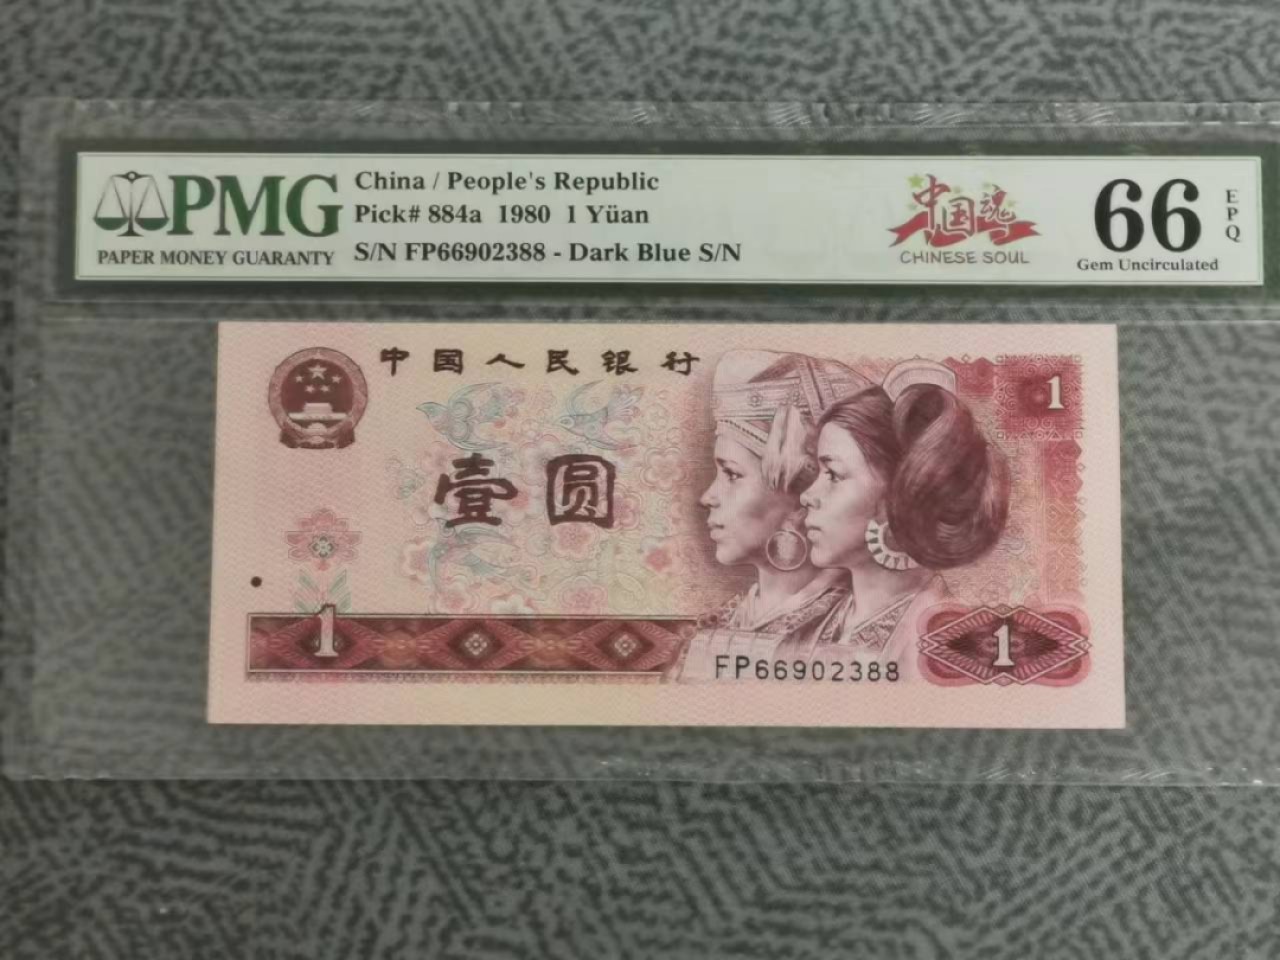 PMG
PAPER MONEY GUARANTY
China / People's Republic
Pick# 884a 1980 1 Yüan
S/N FP66902388 - Dark Blue S/N
中国魂
CHINESE SOUL
66
EPQ
Gem Uncirculated
中国人民银行
1
壹圆
1
FP66902388
1